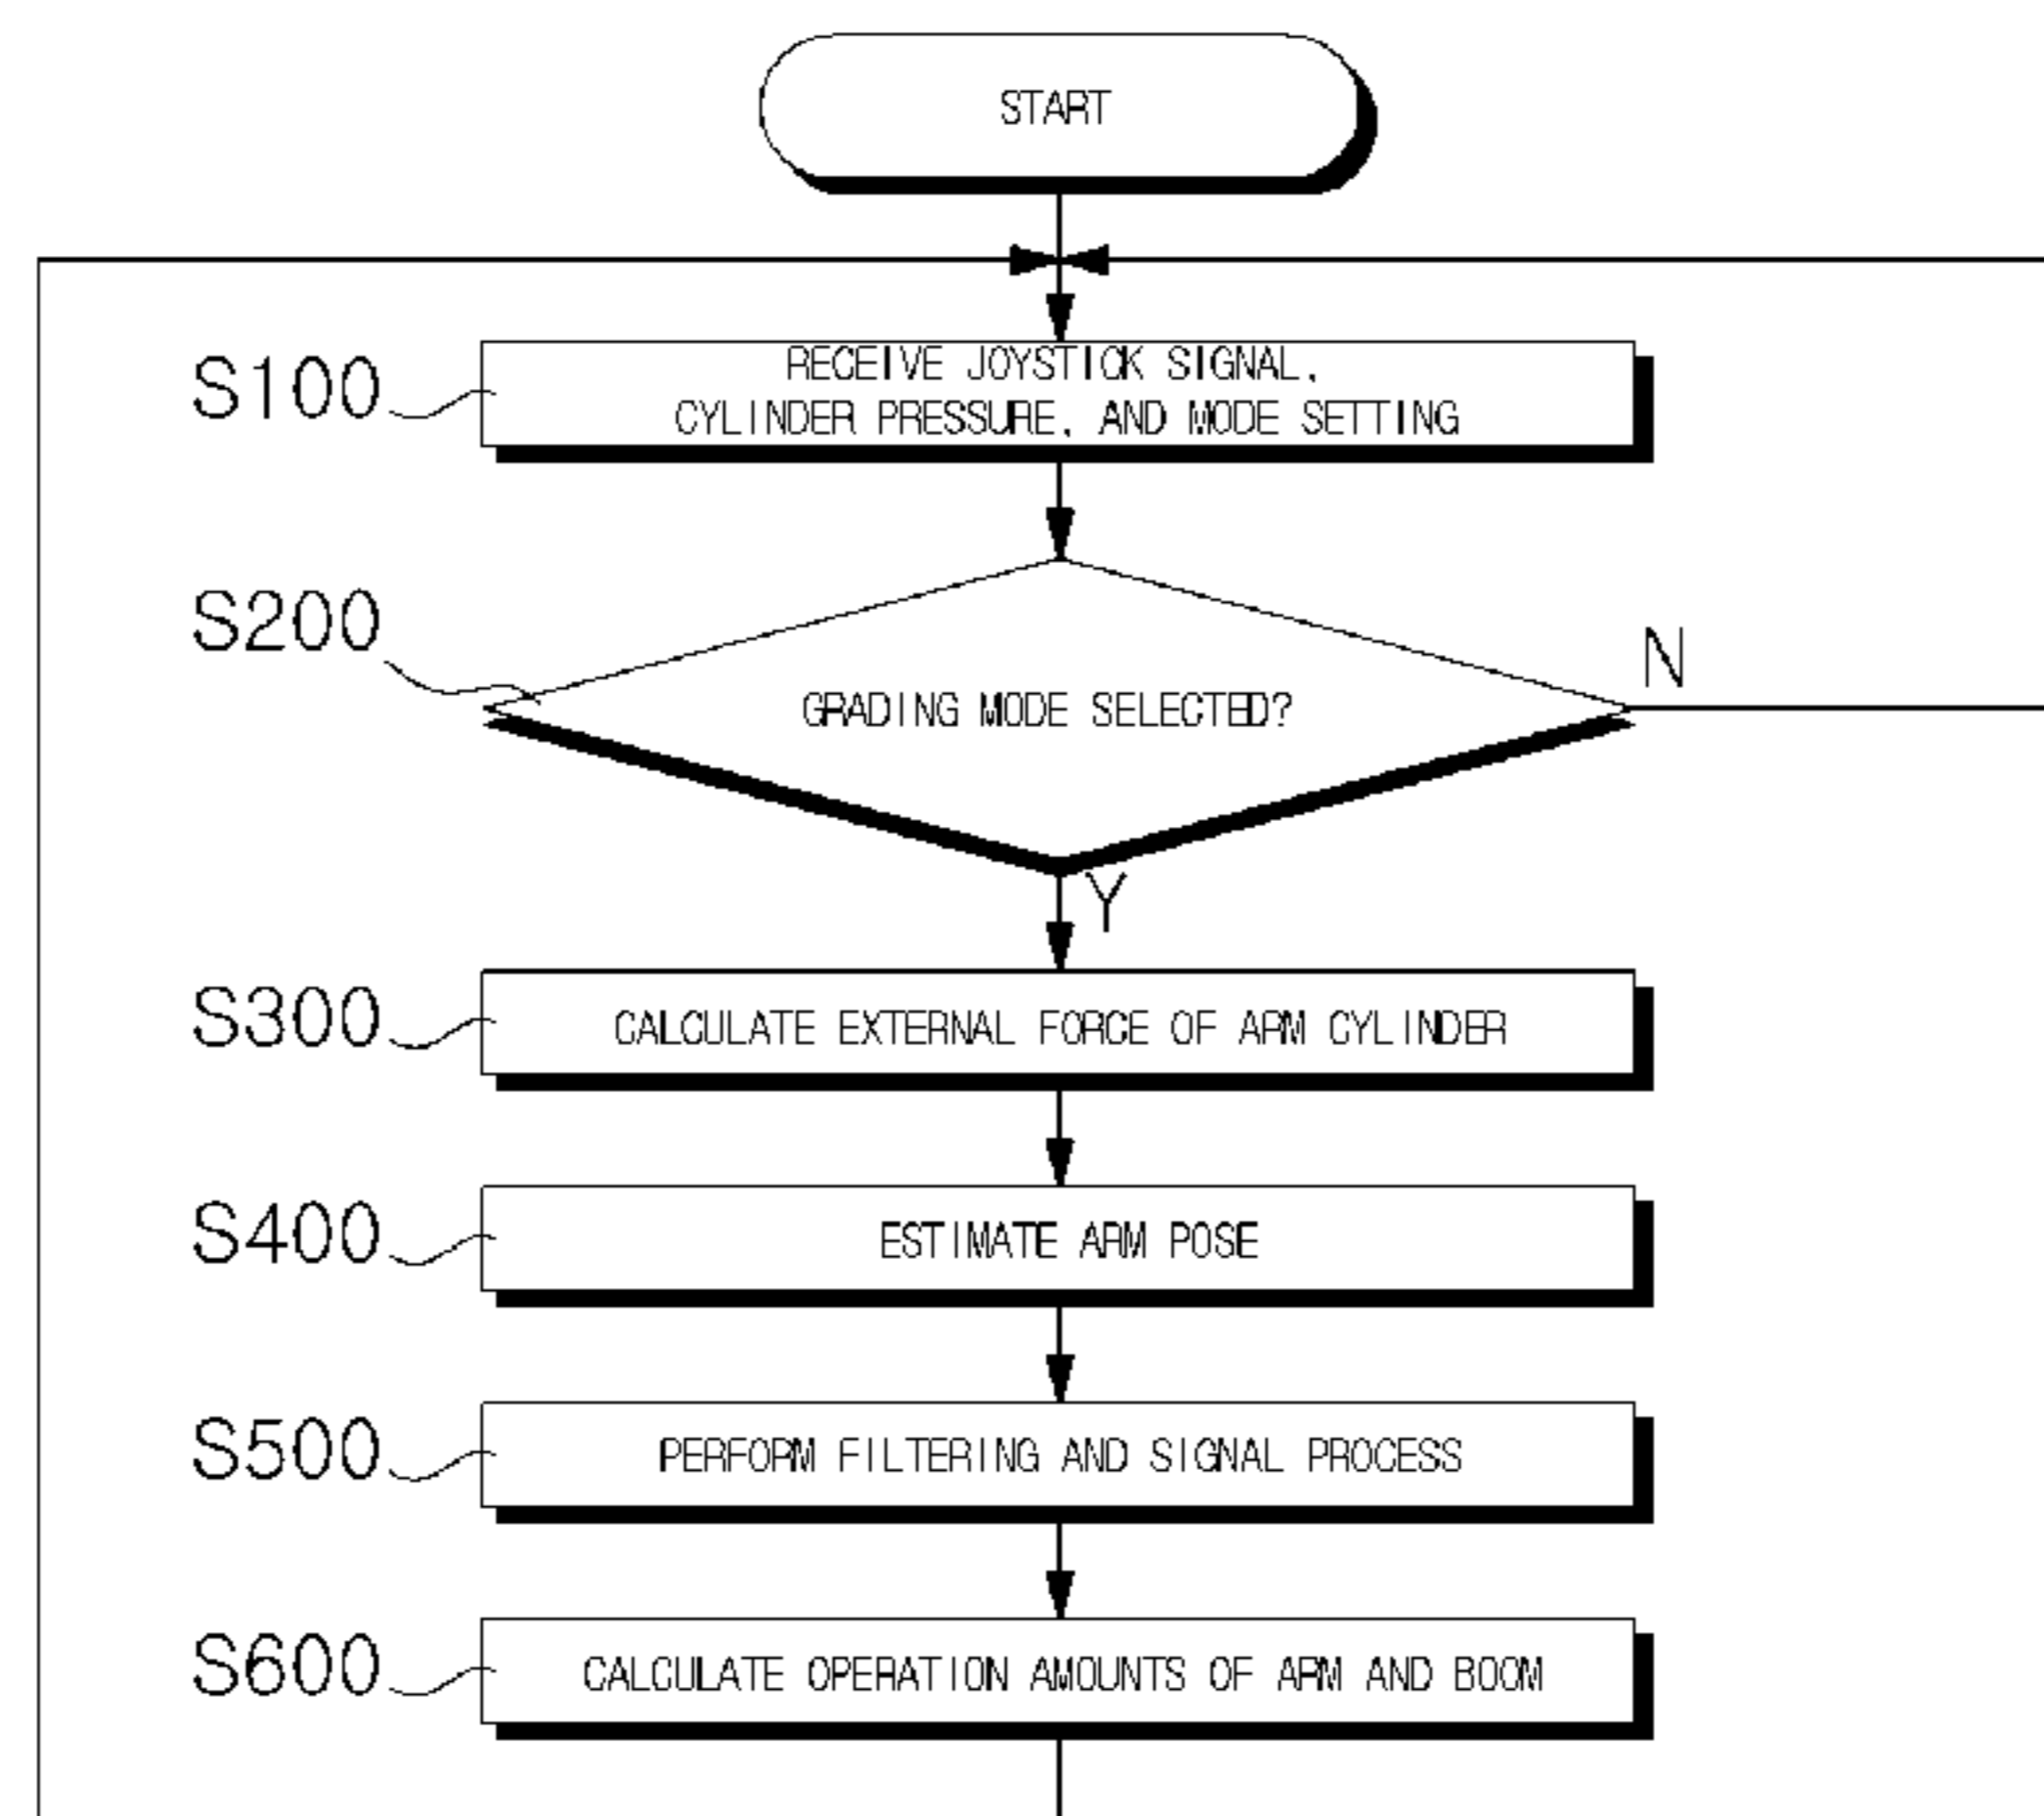 START
S100
RECEIVE JOYSTICK SIGNAL,
CYLINDER PRESSURE, AND MODE SETTING
S200
GRADING MODE SELECTED?
N
Y
S300
CALCULATE EXTERNAL FORCE OF ARM CYLINDER
S400
ESTIMATE ARM POSE
S500
PERFORM FILTERING AND SIGNAL PROCESS
S600
CALCULATE OPERATION AMOUNTS OF ARM AND BOOM